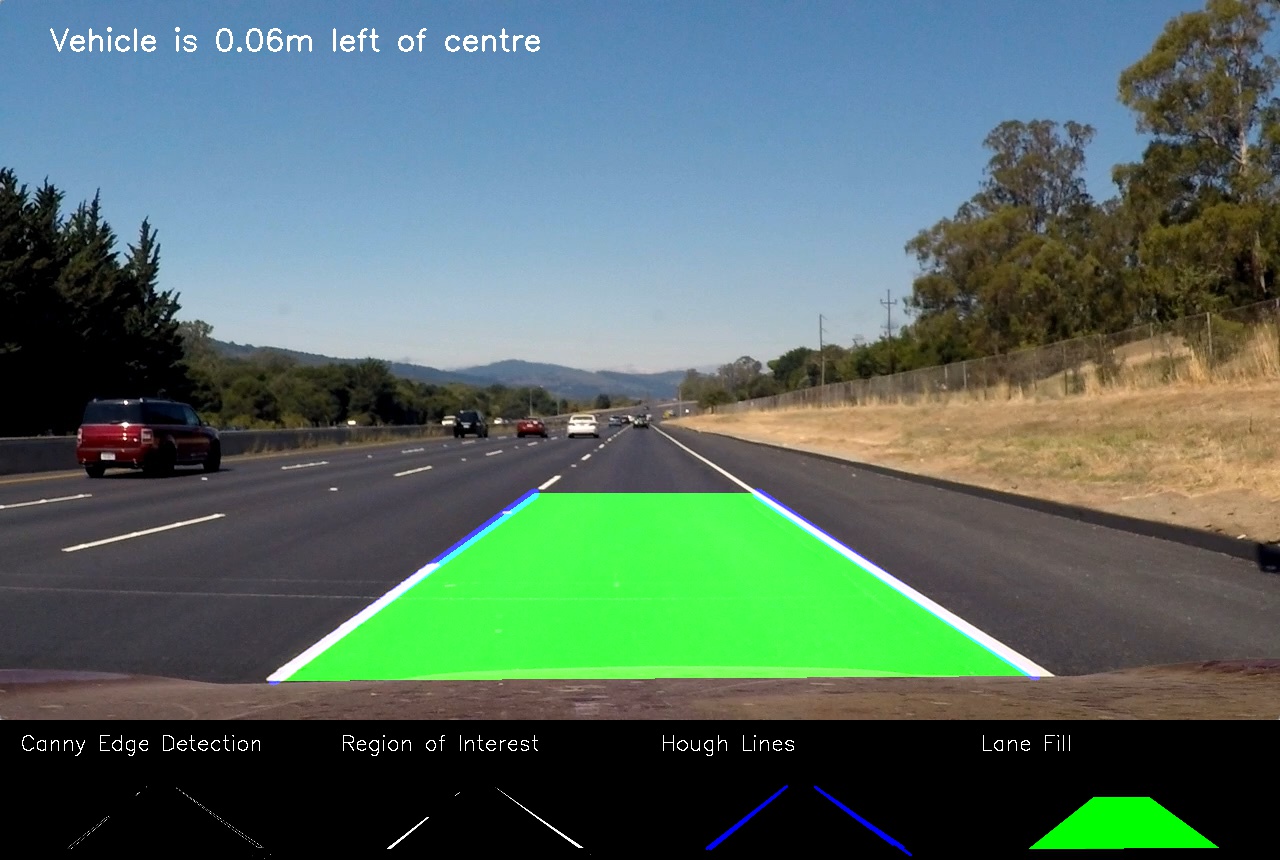 Vehicle is 0.06m left of centre
Canny Edge Detection
Region of Interest
Hough Lines
Lane Fill